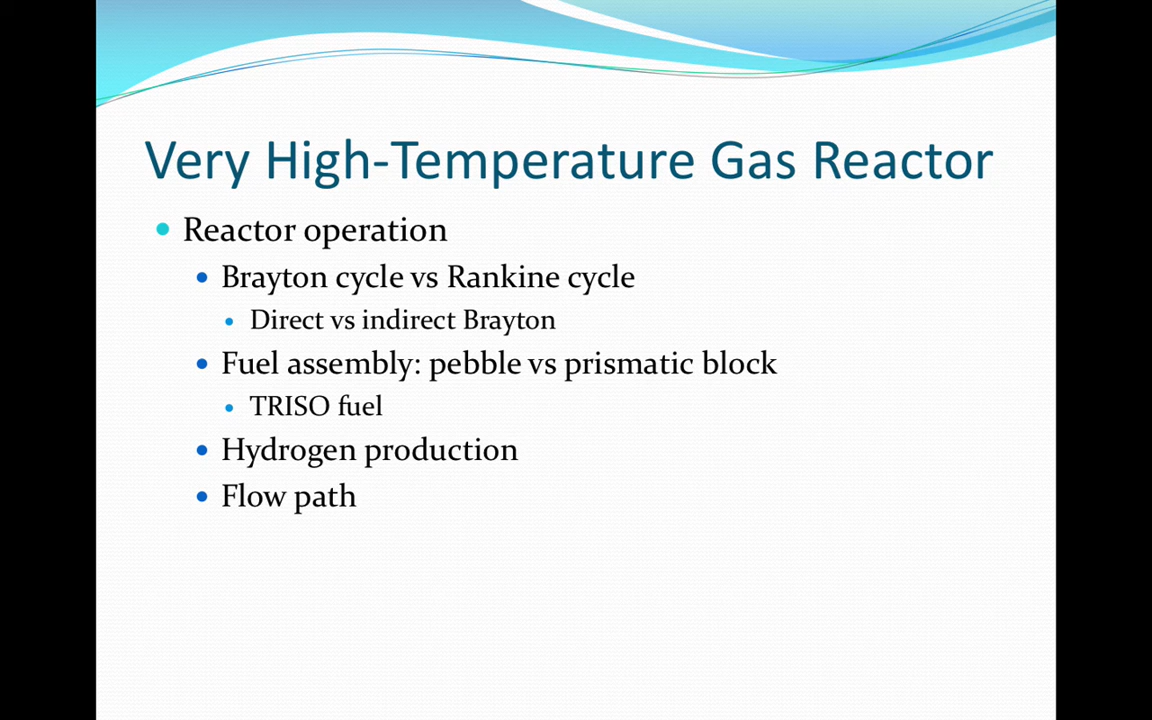 Very High-Temperature Gas Reactor
Reactor operation
Brayton cycle vs Rankine cycle
Direct vs indirect Brayton
Fuel assembly: pebble vs prismatic block
TRISO fuel
Hydrogen production
Flow path